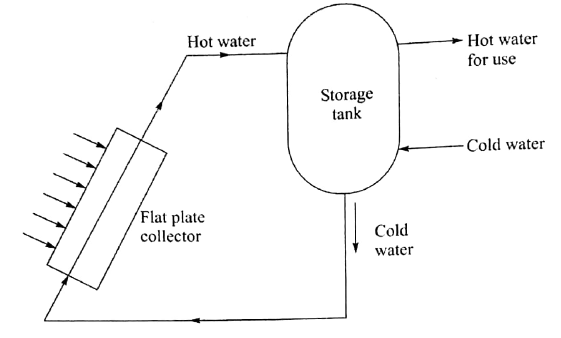 Hot water
Hot water
for use
Storage
tank
Cold water
Flat plate
collector
Cold
water